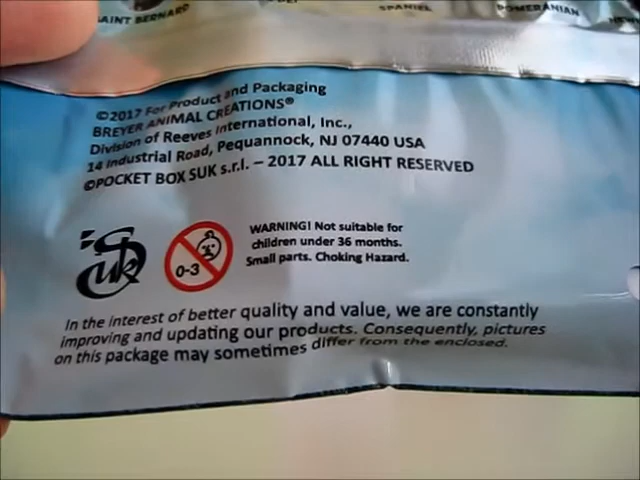 SAINT BERNARD SPANIEL POMERANIAN
©2017 For Product and Packaging
BREYER ANIMAL CREATIONS®
Division of Reeves International, Inc.,
14 Industrial Road, Pequannock, NJ 07440 USA
©POCKET BOX SUK s.r.l. – 2017 ALL RIGHT RESERVED
Suk
0-3
WARNING! Not suitable for
children under 36 months.
Small parts. Choking Hazard.
In the interest of better quality and value, we are constantly
improving and updating our products. Consequently, pictures
on this package may sometimes differ from the enclosed.